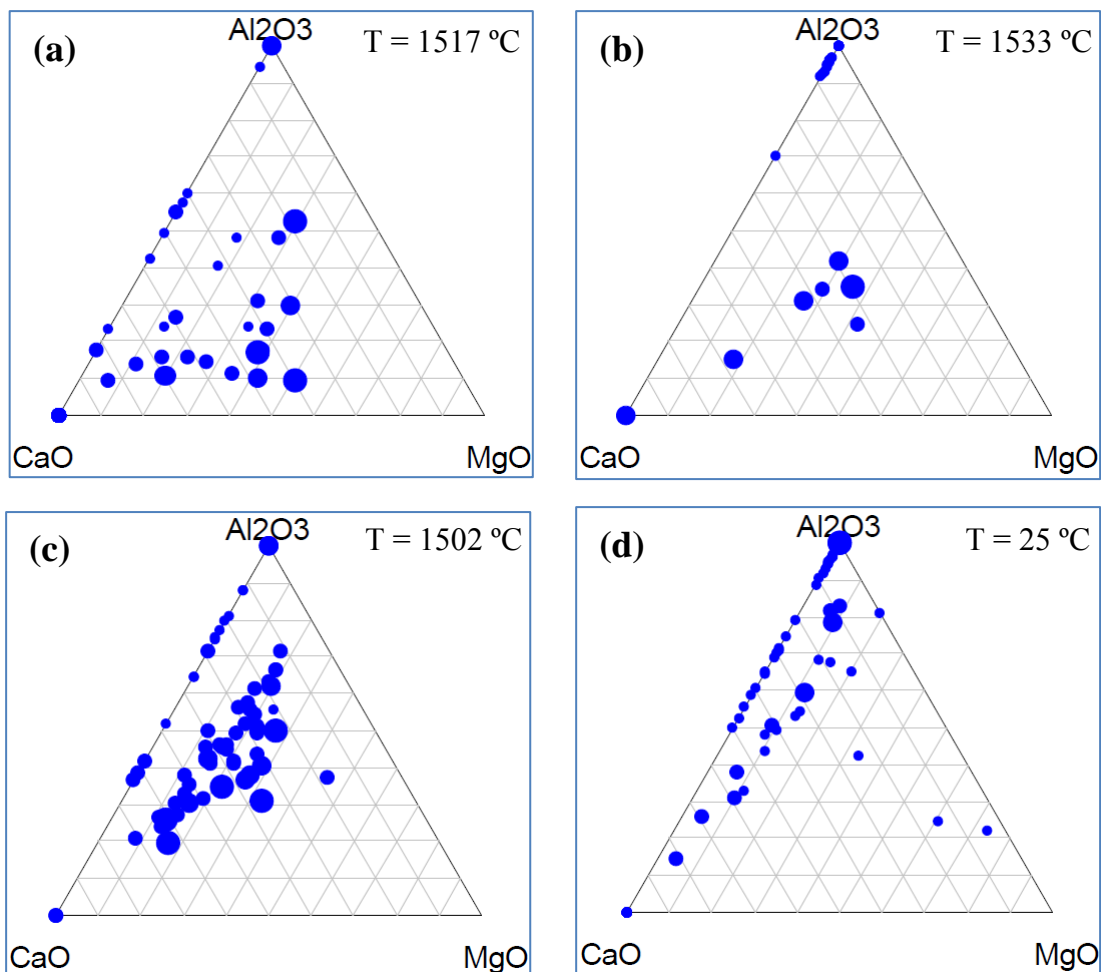 (a)
Al2O3
T = 1517 ºC
CaO
MgO
(b)
Al2O3
T = 1533 ºC
CaO
MgO
(c)
Al2O3
T = 1502 ºC
CaO
MgO
(d)
Al2O3
T = 25 ºC
CaO
MgO